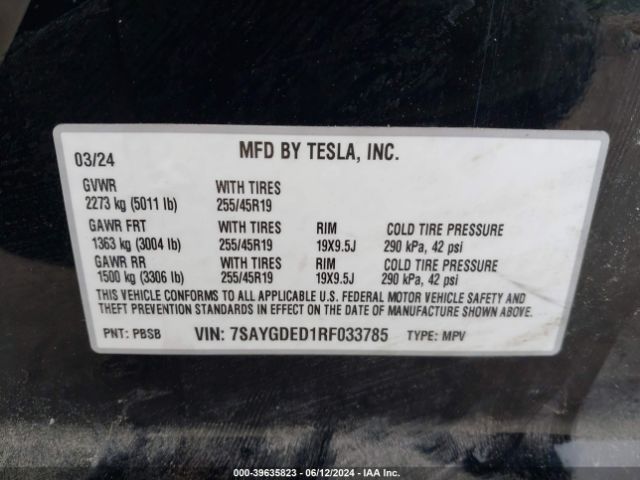 03/24 MFD BY TESLA, INC.
GVWR WITH TIRES
2273 kg (5011 lb) 255/45R19
GAWR FRT WITH TIRES RIM COLD TIRE PRESSURE
1363 kg (3004 lb) 255/45R19 19X9.5J 290 kPa, 42 psi
GAWR RR WITH TIRES RIM COLD TIRE PRESSURE
1500 kg (3306 lb) 255/45R19 19X9.5J 290 kPa, 42 psi
THIS VEHICLE CONFORMS TO ALL APPLICABLE U.S. FEDERAL MOTOR VEHICLE SAFETY AND
THEFT PREVENTION STANDARDS IN EFFECT ON THE DATE OF MANUFACTURE SHOWN ABOVE.
PNT: PBSB VIN: 7SAYGDED1RF033785 TYPE: MPV
000-39635823 - 06/12/2024 - IAA Inc.